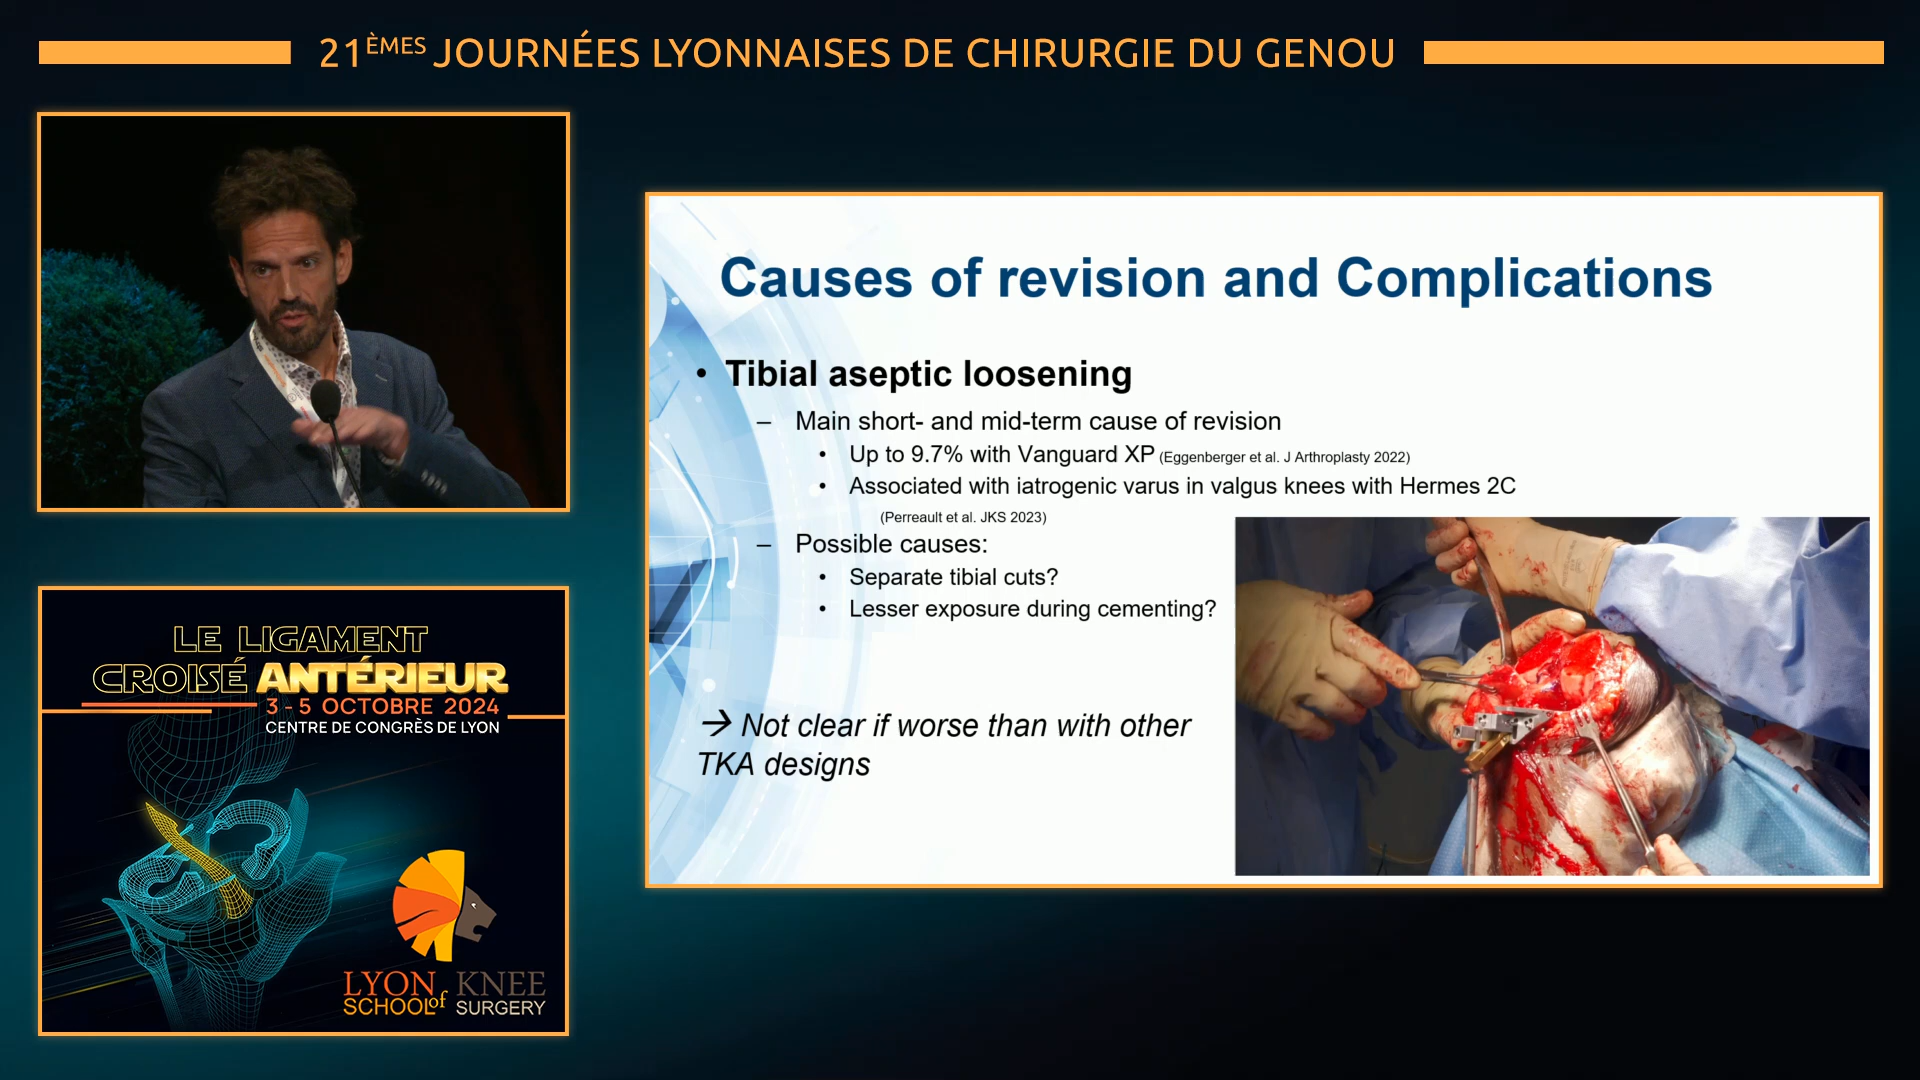 21ÈMES JOURNÉES LYONNAISES DE CHIRURGIE DU GENOU
Causes of revision and Complications
• Tibial aseptic loosening
– Main short- and mid-term cause of revision
• Up to 9.7% with Vanguard XP (Eggenberger et al. J Arthroplasty 2022)
• Associated with iatrogenic varus in valgus knees with Hermes 2C
(Perreault et al. JKS 2023)
– Possible causes:
• Separate tibial cuts?
• Lesser exposure during cementing?
→ Not clear if worse than with other
TKA designs
LE LIGAMENT
CROISÉ ANTÉRIEUR
3 - 5 OCTOBRE 2024
CENTRE DE CONGRÈS DE LYON
LYON KNEE
SCHOOL of SURGERY